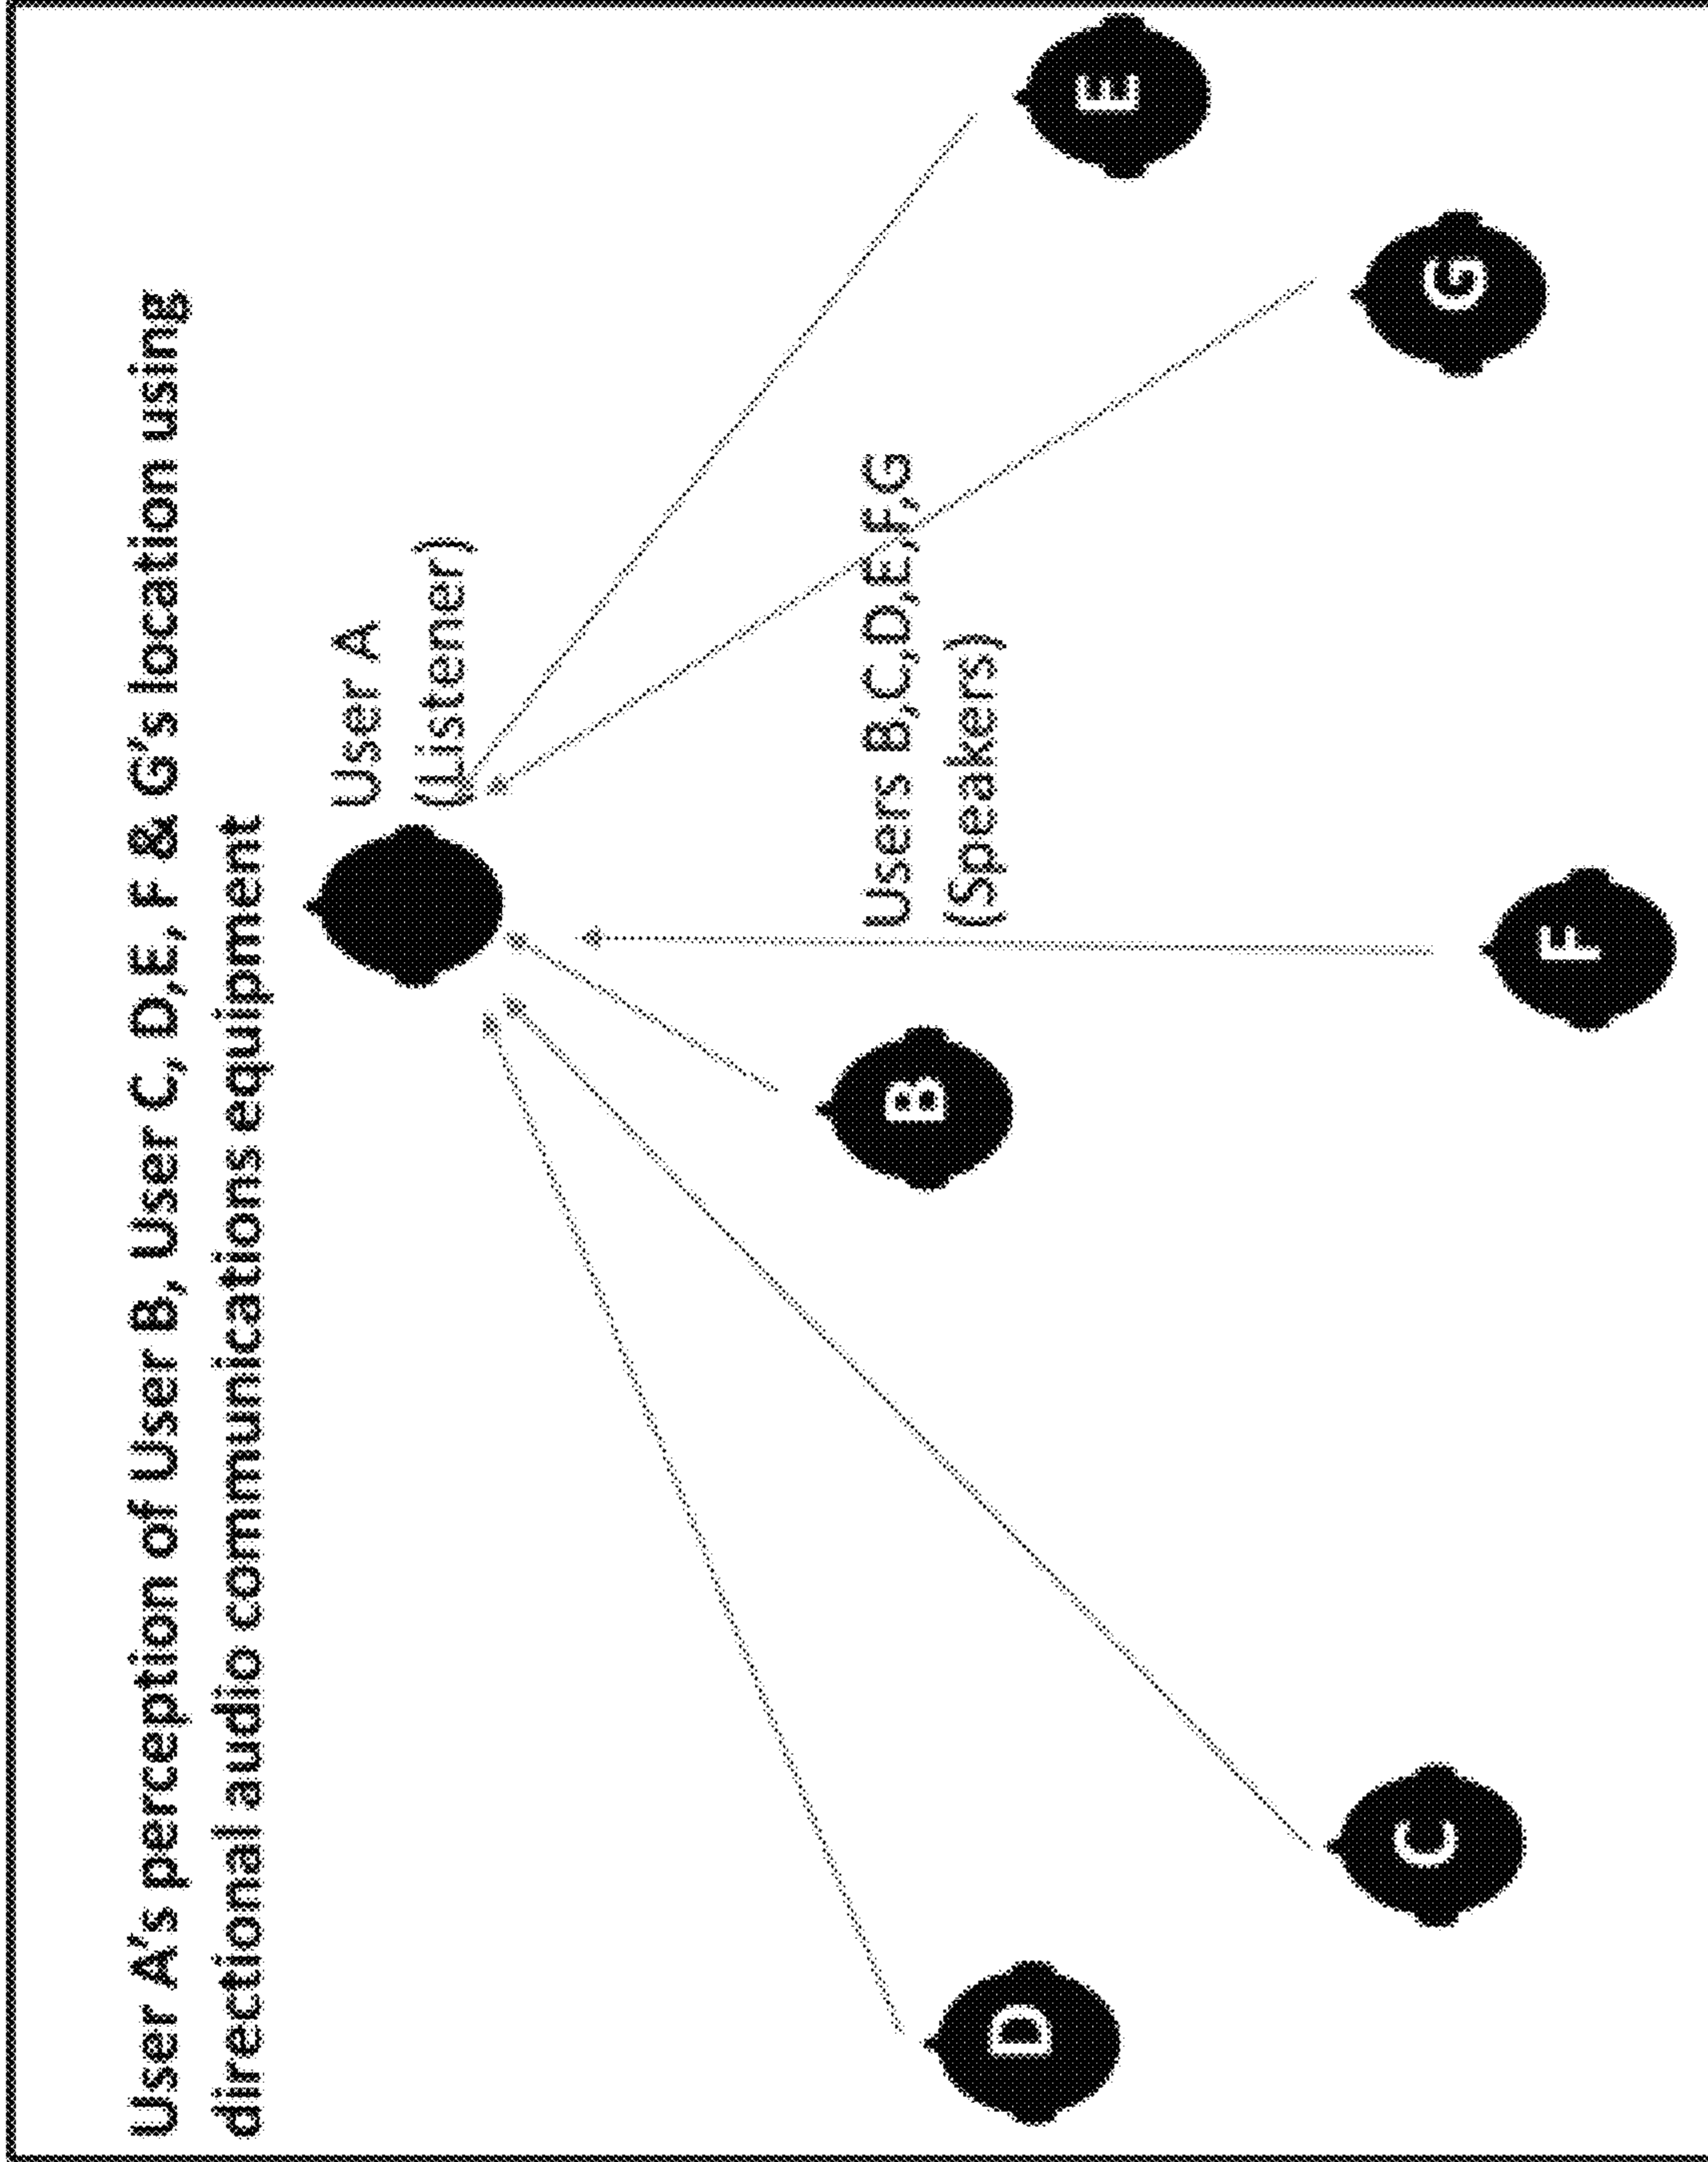 User A's perception of User B, User C, D,E, F & G's location using
directional audio communications equipment
User A
(Listener)
Users B,C,D,E,F,G
(Speakers)
E
G
B
F
D
C